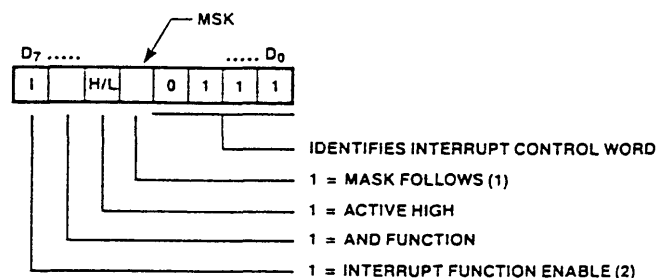 MSK
D7 ..... ..... D0
I H/L 0 1 1 1
IDENTIFIES INTERRUPT CONTROL WORD
1 = MASK FOLLOWS (1)
1 = ACTIVE HIGH
1 = AND FUNCTION
1 = INTERRUPT FUNCTION ENABLE (2)